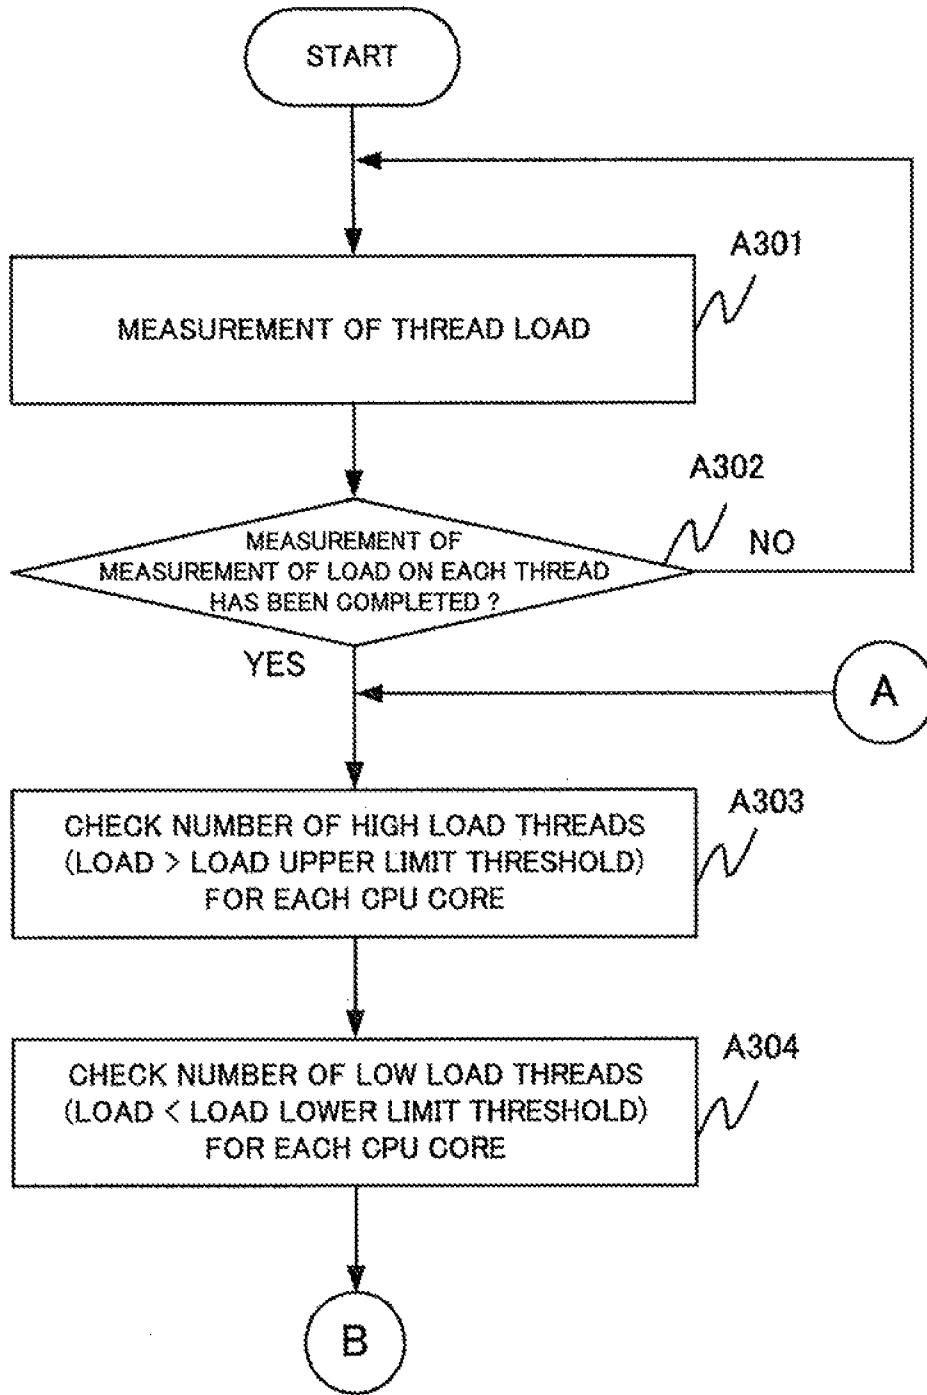 START
A301
MEASUREMENT OF THREAD LOAD
A302
MEASUREMENT OF
MEASUREMENT OF LOAD ON EACH THREAD
HAS BEEN COMPLETED ?
NO
YES
A
A303
CHECK NUMBER OF HIGH LOAD THREADS
(LOAD > LOAD UPPER LIMIT THRESHOLD)
FOR EACH CPU CORE
A304
CHECK NUMBER OF LOW LOAD THREADS
(LOAD < LOAD LOWER LIMIT THRESHOLD)
FOR EACH CPU CORE
B